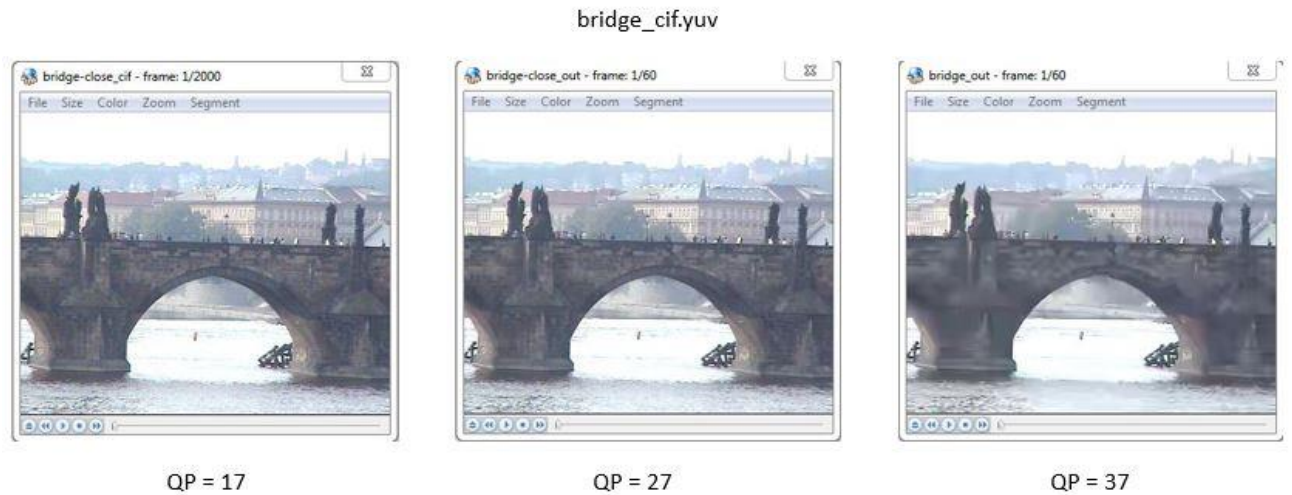 bridge_cif.yuv
bridge-close_cif - frame: 1/2000
File Size Color Zoom Segment
bridge-close_out - frame: 1/60
File Size Color Zoom Segment
bridge_out - frame: 1/60
File Size Color Zoom Segment
QP = 17
QP = 27
QP = 37